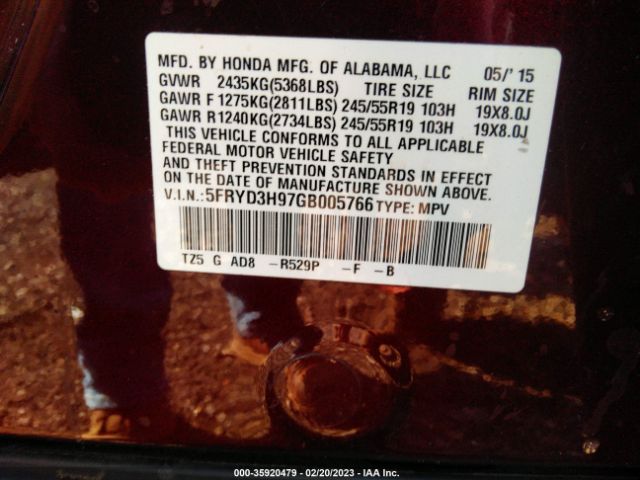 MFD. BY HONDA MFG. OF ALABAMA, LLC 05/' 15
GVWR 2435KG(5368LBS) TIRE SIZE RIM SIZE
GAWR F 1275KG(2811LBS) 245/55R19 103H 19X8.0J
GAWR R1240KG(2734LBS) 245/55R19 103H 19X8.0J
THIS VEHICLE CONFORMS TO ALL APPLICABLE
FEDERAL MOTOR VEHICLE SAFETY
AND THEFT PREVENTION STANDARDS IN EFFECT
ON THE DATE OF MANUFACTURE SHOWN ABOVE.
V.I.N.:5FRYD3H97GB005766 TYPE: MPV
TZ5 G AD8 -R529P -F -B
000-35920479 - 02/20/2023 - IAA Inc.